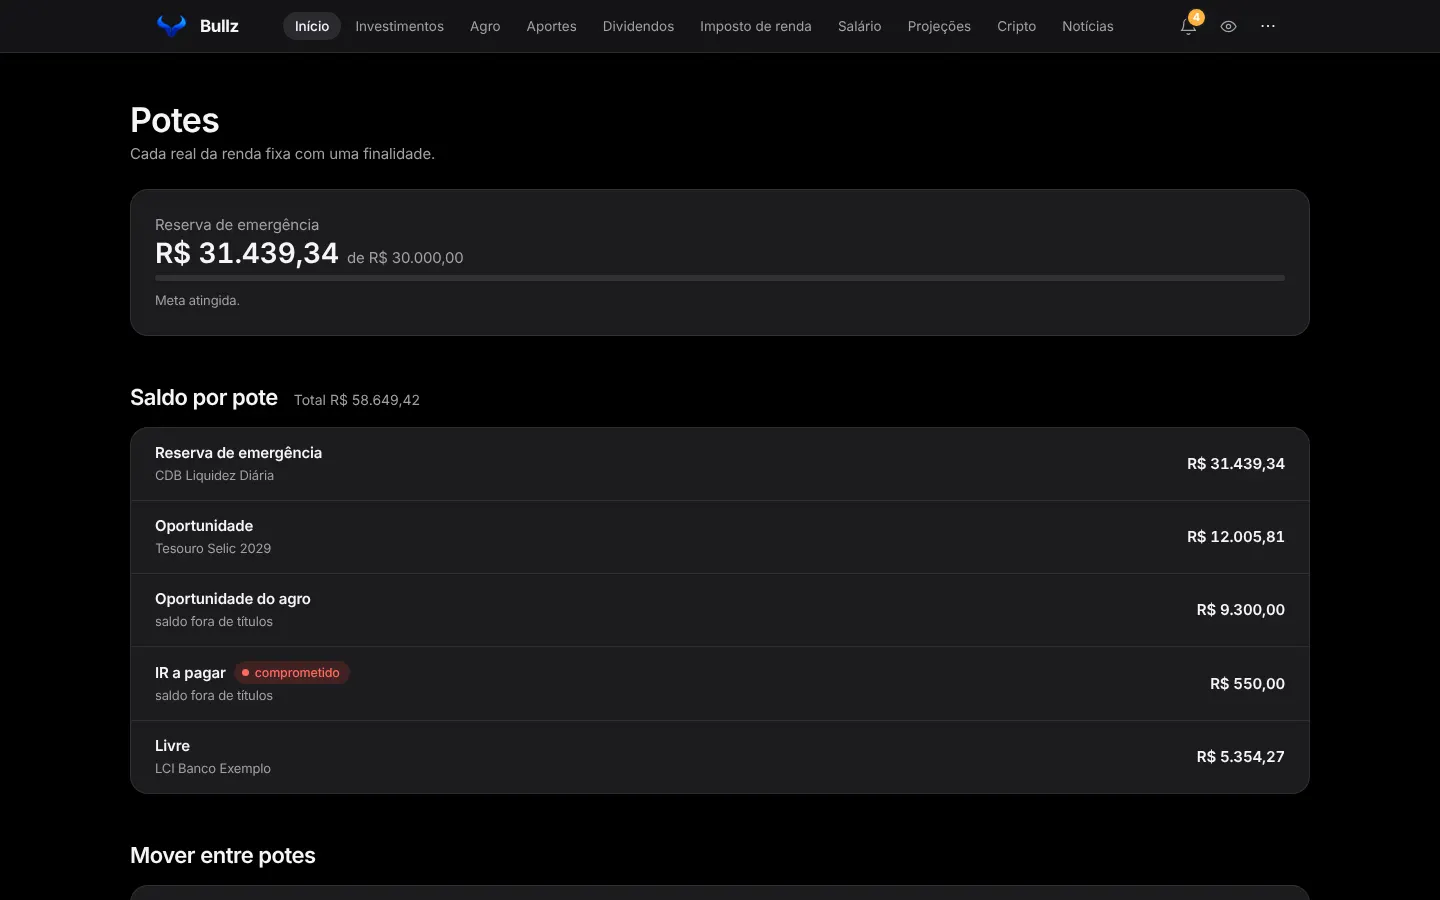 Bullz
Início
Investimentos
Agro
Aportes
Dividendos
Imposto de renda
Salário
Projeções
Cripto
Notícias
4
Potes
Cada real da renda fixa com uma finalidade.
Reserva de emergência
R$ 31.439,34 de R$ 30.000,00
Meta atingida.
Saldo por pote Total R$ 58.649,42
Reserva de emergência
CDB Liquidez Diária
R$ 31.439,34
Oportunidade
Tesouro Selic 2029
R$ 12.005,81
Oportunidade do agro
saldo fora de títulos
R$ 9.300,00
IR a pagar comprometido
saldo fora de títulos
R$ 550,00
Livre
LCI Banco Exemplo
R$ 5.354,27
Mover entre potes